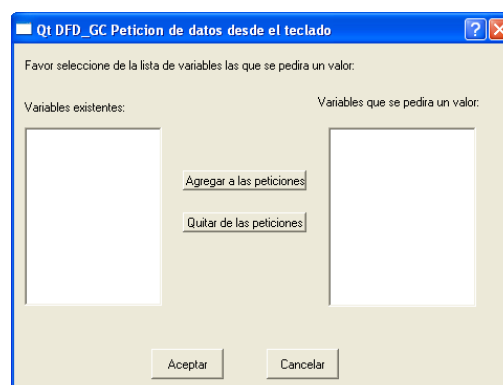 Qt DFD_GC Peticion de datos desde el teclado
Favor seleccione de la lista de variables las que se pedira un valor:
Variables existentes:
Variables que se pedira un valor:
Agregar a las peticiones
Quitar de las peticiones
Aceptar
Cancelar